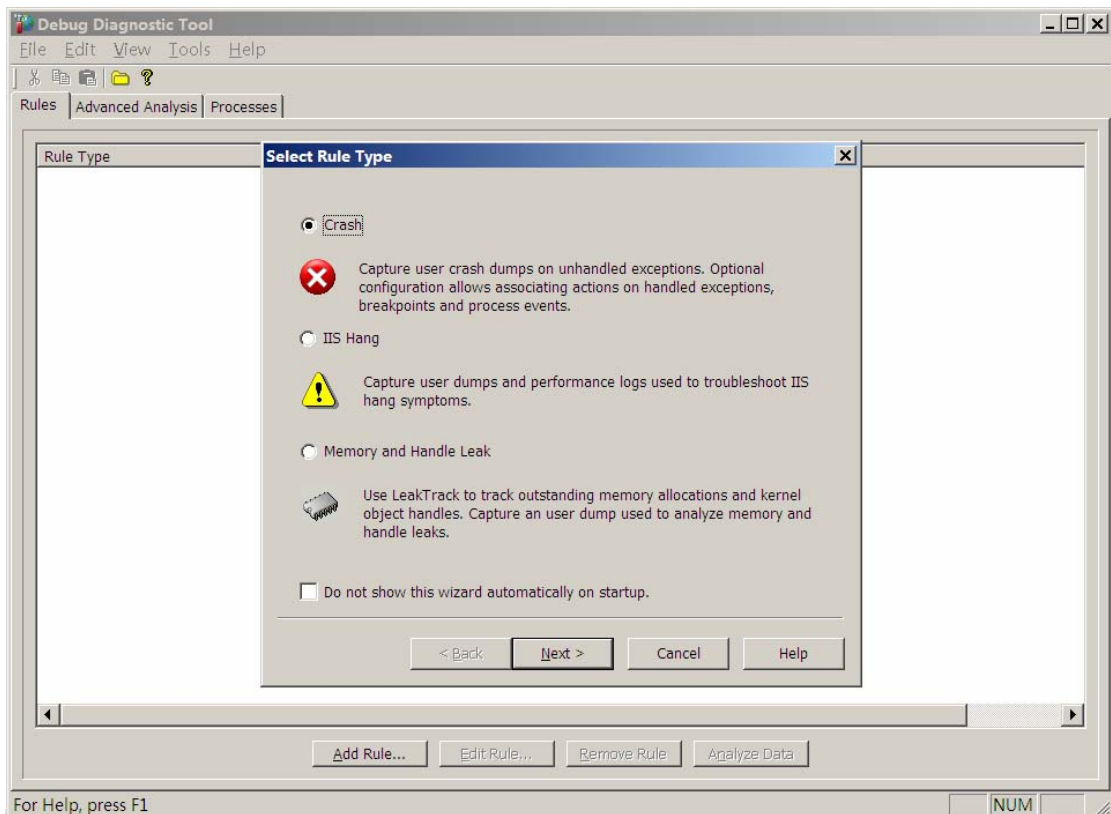 Debug Diagnostic Tool
File Edit View Tools Help
Rules Advanced Analysis Processes
Rule Type
Select Rule Type
Crash
Capture user crash dumps on unhandled exceptions. Optional
configuration allows associating actions on handled exceptions,
breakpoints and process events.
IIS Hang
Capture user dumps and performance logs used to troubleshoot IIS
hang symptoms.
Memory and Handle Leak
Use LeakTrack to track outstanding memory allocations and kernel
object handles. Capture an user dump used to analyze memory and
handle leaks.
Do not show this wizard automatically on startup.
< Back Next > Cancel Help
Add Rule... Edit Rule... Remove Rule Analyze Data
For Help, press F1 NUM